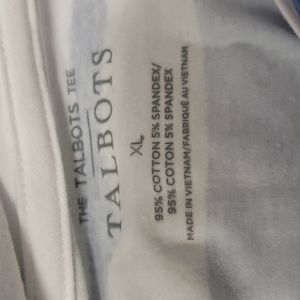 THE TALBOTS TEE
TALBOTS
XL
95% COTTON 5% SPANDEX/
95% COTON 5% SPANDEX
MADE IN VIETNAM/FABRIQUÉ AU VIETNAM